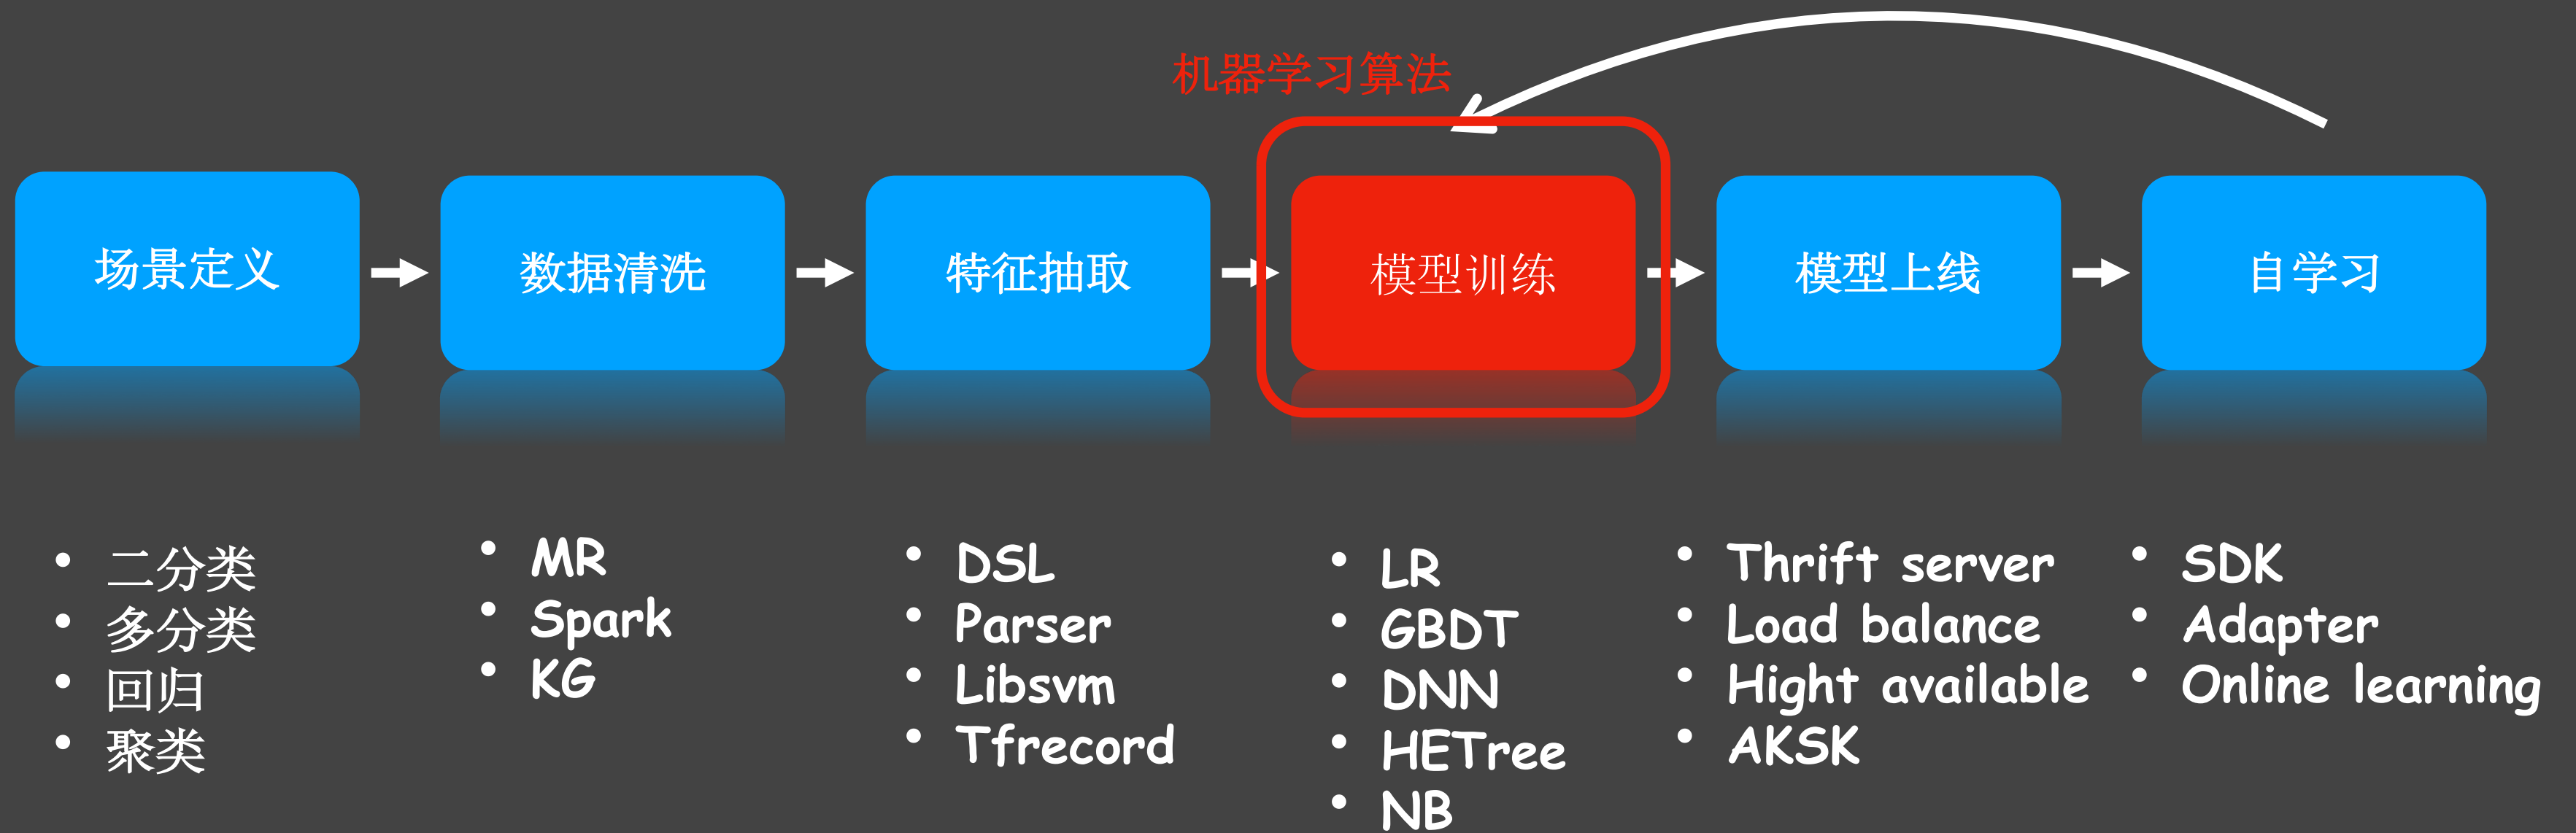 机器学习算法
场景定义
数据清洗
特征抽取
模型训练
模型上线
自学习
• 二分类
• 多分类
• 回归
• 聚类
• MR
• Spark
• KG
• DSL
• Parser
• Libsvm
• Tfrecord
• LR
• GBDT
• DNN
• HETree
• NB
• Thrift server
• Load balance
• Hight available
• AKSK
• SDK
• Adapter
• Online learning